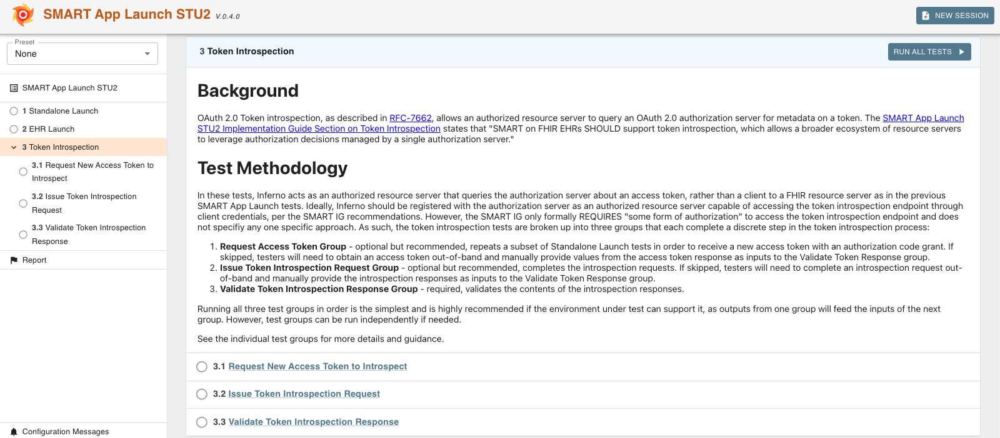 SMART App Launch STU2 V.0.4.0
NEW SESSION
Preset
None
SMART App Launch STU2
1 Standalone Launch
2 EHR Launch
3 Token Introspection
3.1 Request New Access Token to
Introspect
3.2 Issue Token Introspection
Request
3.3 Validate Token Introspection
Response
Report
Configuration Messages
3 Token Introspection
RUN ALL TESTS
Background
OAuth 2.0 Token introspection, as described in RFC-7662, allows an authorized resource server to query an OAuth 2.0 authorization server for metadata on a token. The SMART App Launch
STU2 Implementation Guide Section on Token Introspection states that "SMART on FHIR EHRs SHOULD support token introspection, which allows a broader ecosystem of resource servers
to leverage authorization decisions managed by a single authorization server."
Test Methodology
In these tests, Inferno acts as an authorized resource server that queries the authorization server about an access token, rather than a client to a FHIR resource server as in the previous
SMART App Launch tests. Ideally, Inferno should be registered with the authorization server as an authorized resource server capable of accessing the token introspection endpoint through
client credentials, per the SMART IG recommendations. However, the SMART IG only formally REQUIRES "some form of authorization" to access the token introspection endpoint and does
not specifiy any one specific approach. As such, the token introspection tests are broken up into three groups that each complete a discrete step in the token introspection process:
1. Request Access Token Group - optional but recommended, repeats a subset of Standalone Launch tests in order to receive a new access token with an authorization code grant. If
skipped, testers will need to obtain an access token out-of-band and manually provide values from the access token response as inputs to the Validate Token Response group.
2. Issue Token Introspection Request Group - optional but recommended, completes the introspection requests. If skipped, testers will need to complete an introspection request out-
of-band and manually provide the introspection responses as inputs to the Validate Token Response group.
3. Validate Token Introspection Response Group - required, validates the contents of the introspection responses.
Running all three test groups in order is the simplest and is highly recommended if the environment under test can support it, as outputs from one group will feed the inputs of the next
group. However, test groups can be run independently if needed.
See the individual test groups for more details and guidance.
3.1 Request New Access Token to Introspect
3.2 Issue Token Introspection Request
3.3 Validate Token Introspection Response